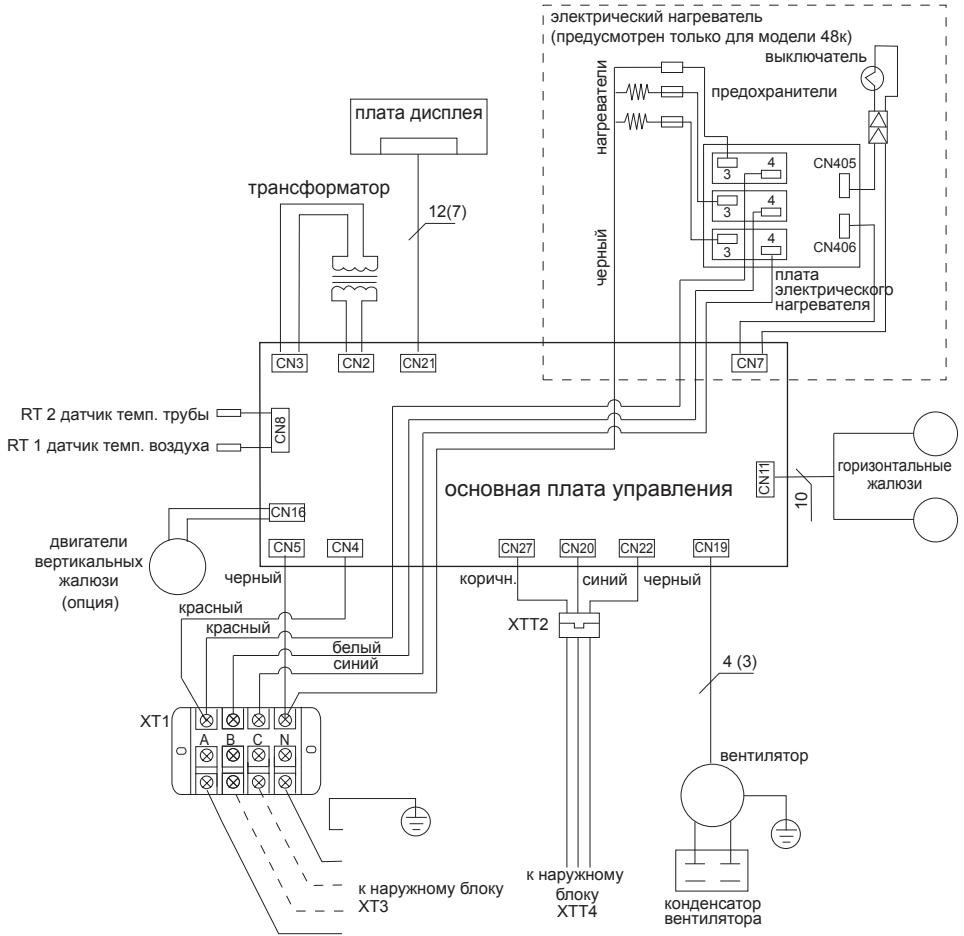 электрический нагреватель
(предусмотрен только для модели 48к)
выключатель
нагреватели
предохранители
плата дисплея
трансформатор
12(7)
черный
3
4
3
4
3
4
CN405
CN406
плата
электрического
нагревателя
CN3
CN2
CN21
CN7
RT 2 датчик темп. трубы
CN8
RT 1 датчик темп. воздуха
основная плата управления
CN11
10
горизонтальные
жалюзи
CN16
двигатели
вертикальных
жалюзи
(опция)
CN5
CN4
CN27
CN20
CN22
CN19
черный
коричн.
синий
черный
красный
красный
белый
синий
XTT2
4 (3)
XT1
A
B
C
N
вентилятор
к наружному блоку
XT3
к наружному
блоку
XTT4
конденсатор
вентилятора